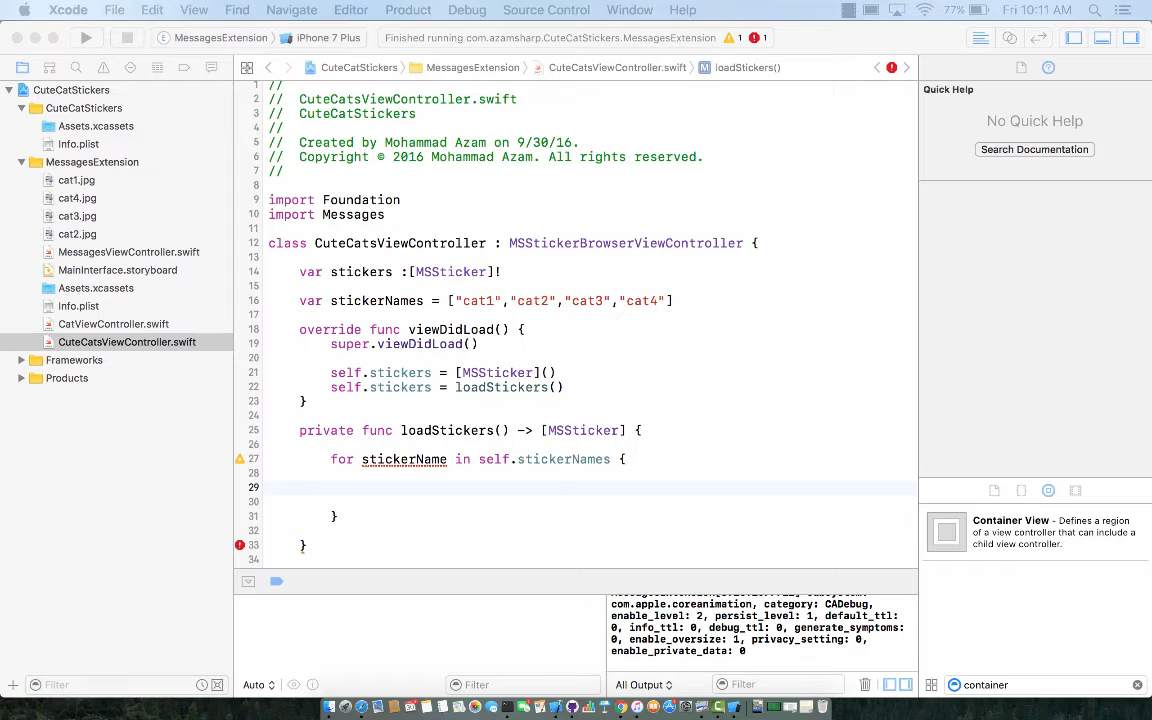 Xcode File Edit View Find Navigate Editor Product Debug Source Control Window Help 77% Fri 10:11 AM
MessagesExtension iPhone 7 Plus Finished running com.azamsharp.CuteCatStickers.MessagesExtension 1 1
CuteCatStickers MessagesExtension CuteCatsViewController.swift M loadStickers()
CuteCatStickers
CuteCatStickers
Assets.xcassets
Info.plist
MessagesExtension
cat1.jpg
cat4.jpg
cat3.jpg
cat2.jpg
MessagesViewController.swift
MainInterface.storyboard
Assets.xcassets
Info.plist
CatViewController.swift
CuteCatsViewController.swift
Frameworks
Products
Filter
1 //
2 // CuteCatsViewController.swift
3 // CuteCatStickers
4 //
5 // Created by Mohammad Azam on 9/30/16.
6 // Copyright © 2016 Mohammad Azam. All rights reserved.
7 //
8
9 import Foundation
10 import Messages
11
12 class CuteCatsViewController : MSStickerBrowserViewController {
13
14 var stickers :[MSSticker]!
15
16 var stickerNames = ["cat1","cat2","cat3","cat4"]
17
18 override func viewDidLoad() {
19 super.viewDidLoad()
20
21 self.stickers = [MSSticker]()
22 self.stickers = loadStickers()
23 }
24
25 private func loadStickers() -> [MSSticker] {
26
27 for stickerName in self.stickerNames {
28
29
30
31 }
32
33 }
34
com.apple.coreanimation, category: CADebug,
enable_level: 2, persist_level: 1, default_ttl:
0, info_ttl: 0, debug_ttl: 0, generate_symptoms:
0, enable_oversize: 1, privacy_setting: 0,
enable_private_data: 0
Auto Filter All Output Filter
Quick Help
No Quick Help
Search Documentation
Container View - Defines a region
of a view controller that can include a
child view controller.
container